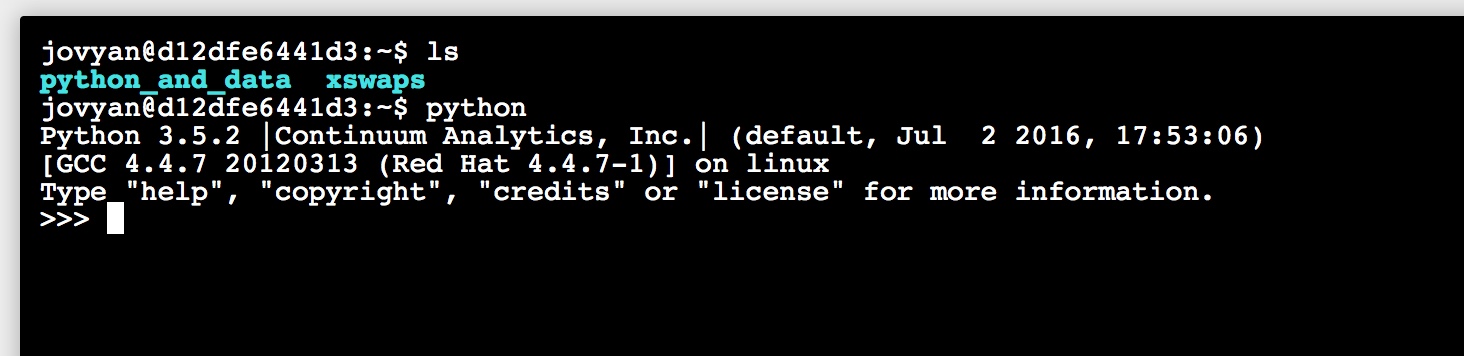 jovyan@d12dfe6441d3:~$ ls
python_and_data  xswaps
jovyan@d12dfe6441d3:~$ python
Python 3.5.2 |Continuum Analytics, Inc.| (default, Jul  2 2016, 17:53:06)
[GCC 4.4.7 20120313 (Red Hat 4.4.7-1)] on linux
Type "help", "copyright", "credits" or "license" for more information.
>>>